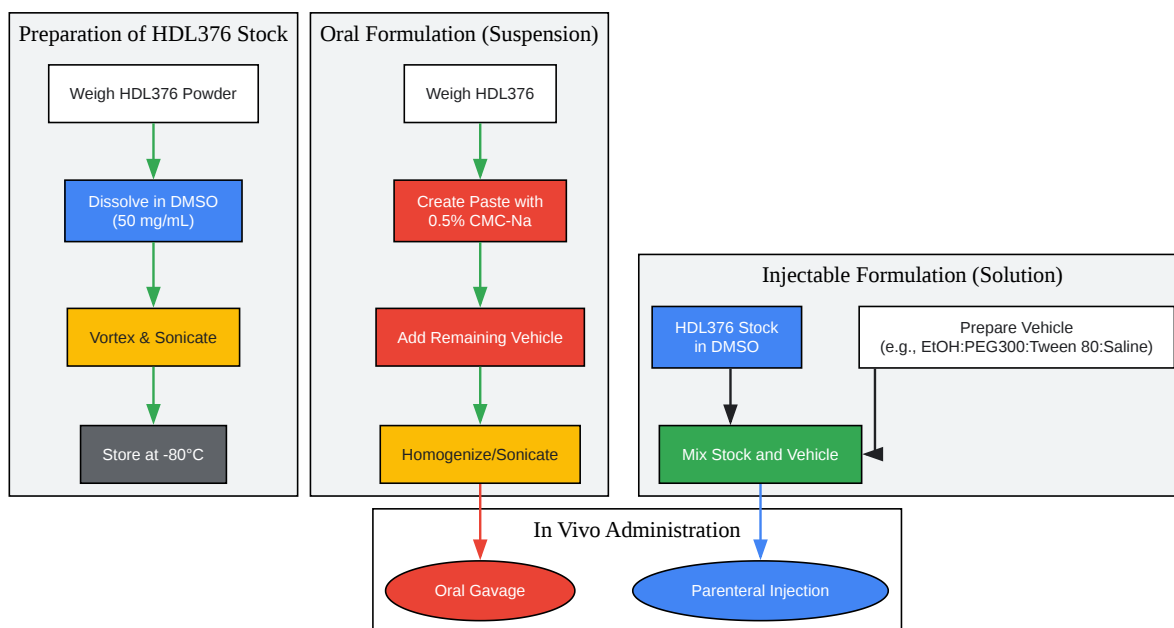 Preparation of HDL376 Stock
Weigh HDL376 Powder
Dissolve in DMSO
(50 mg/mL)
Vortex & Sonicate
Store at -80°C
Oral Formulation (Suspension)
Weigh HDL376
Create Paste with
0.5% CMC-Na
Add Remaining Vehicle
Homogenize/Sonicate
Injectable Formulation (Solution)
HDL376 Stock
in DMSO
Prepare Vehicle
(e.g., EtOH:PEG300:Tween 80:Saline)
Mix Stock and Vehicle
In Vivo Administration
Oral Gavage
Parenteral Injection